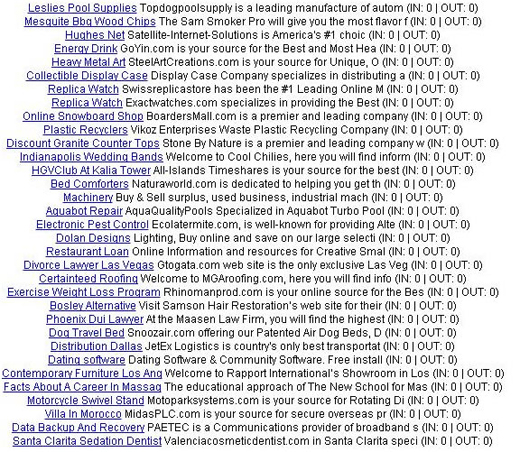 Leslies Pool Supplies Topdogpoolsupply is a leading manufacture of autom (IN: 0 | OUT: 0)
Mesquite Bbq Wood Chips The Sam Smoker Pro will give you the most flavor f (IN: 0 | OUT: 0)
Hughes Net Satellite-Internet-Solutions is America's #1 choic (IN: 0 | OUT: 0)
Energy Drink GoYin.com is your source for the Best and Most Hea (IN: 0 | OUT: 0)
Heavy Metal Art SteelArtCreations.com is your source for Unique, O (IN: 0 | OUT: 0)
Collectible Display Case Display Case Company specializes in distributing a (IN: 0 | OUT: 0)
Replica Watch Swissreplicastore has been the #1 Leading Online M (IN: 0 | OUT: 0)
Replica Watch Exactwatches.com specializes in providing the Best (IN: 0 | OUT: 0)
Online Snowboard Shop BoardersMall.com is a premier and leading company (IN: 0 | OUT: 0)
Plastic Recyclers Vikoz Enterprises Waste Plastic Recycling Company (IN: 0 | OUT: 0)
Discount Granite Counter Tops Stone By Nature is a premier and leading company w (IN: 0 | OUT: 0)
Indianapolis Wedding Bands Welcome to Cool Chilies, here you will find inform (IN: 0 | OUT: 0)
HGVClub At Kalia Tower All-Islands Timeshares is your source for the best (IN: 0 | OUT: 0)
Bed Comforters Naturaworld.com is dedicated to helping you get th (IN: 0 | OUT: 0)
Machinery Buy & Sell surplus, used business, industrial mach (IN: 0 | OUT: 0)
Aquabot Repair AquaQualityPools Specialized in Aquabot Turbo Pool (IN: 0 | OUT: 0)
Electronic Pest Control Ecolatermite.com, is well-known for providing Alte (IN: 0 | OUT: 0)
Dolan Designs Lighting, Buy online and save on our large selecti (IN: 0 | OUT: 0)
Restaurant Loan Online Information and resources for Creative Smal (IN: 0 | OUT: 0)
Divorce Lawyer Las Vegas Gtogata.com web site is the only exclusive Las Veg (IN: 0 | OUT: 0)
Certainteed Roofing Welcome to MGAroofing.com, here you will find info (IN: 0 | OUT: 0)
Exercise Weight Loss Program Rhinomanprod.com is your online source for the Bes (IN: 0 | OUT: 0)
Bosley Alternative Visit Samson Hair Restoration's web site for their (IN: 0 | OUT: 0)
Phoenix Dui Lawyer At the Maasen Law Firm, you will find the highest (IN: 0 | OUT: 0)
Dog Travel Bed Snoozair.com offering our Patented Air Dog Beds, D (IN: 0 | OUT: 0)
Distribution Dallas JetEx Logistics is country's only best transportat (IN: 0 | OUT: 0)
Dating software Dating Software & Community Software. Free install (IN: 0 | OUT: 0)
Contemporary Furniture Los Ang Welcome to Rapport International's Showroom in Los (IN: 0 | OUT: 0)
Facts About A Career In Massag The educational approach of The New School for Mas (IN: 0 | OUT: 0)
Motorcycle Swivel Stand Motoparksystems.com is your source for Rotating Di (IN: 0 | OUT: 0)
Villa In Morocco MidasPLC.com is your source for secure overseas pr (IN: 0 | OUT: 0)
Data Backup And Recovery PAETEC is a Communications provider of broadband s (IN: 0 | OUT: 0)
Santa Clarita Sedation Dentist Valenciacosmeticdentist.com in Santa Clarita speci (IN: 0 | OUT: 0)